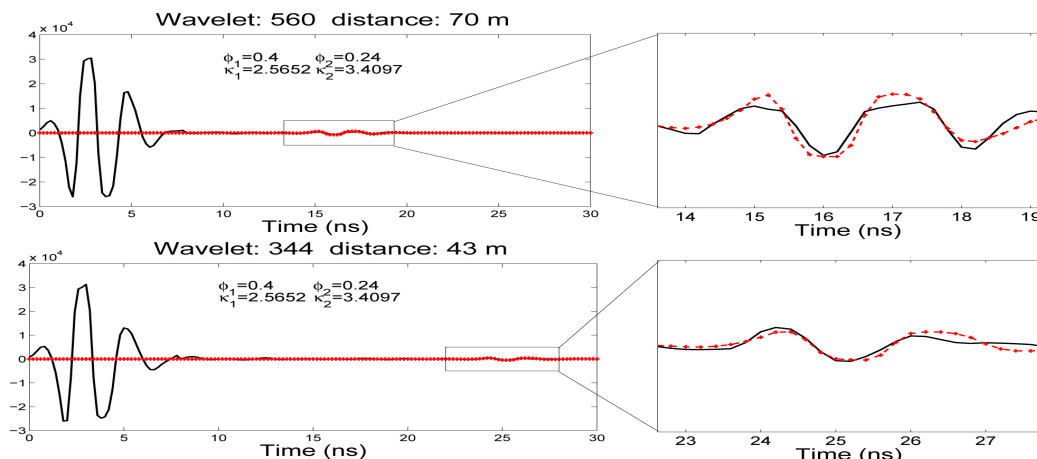 Wavelet: 560 distance: 70 m
× 10⁴
4
3
2
1
0
−1
−2
−3
ϕ₁=0.4 ϕ₂=0.24
κ₁=2.5652 κ₂=3.4097
0 5 10 15 20 25 30
Time (ns)
14 15 16 17 18 19
Time (ns)
Wavelet: 344 distance: 43 m
× 10⁴
4
3
2
1
0
−1
−2
−3
ϕ₁=0.4 ϕ₂=0.24
κ₁=2.5652 κ₂=3.4097
0 5 10 15 20 25 30
Time (ns)
23 24 25 26 27
Time (ns)